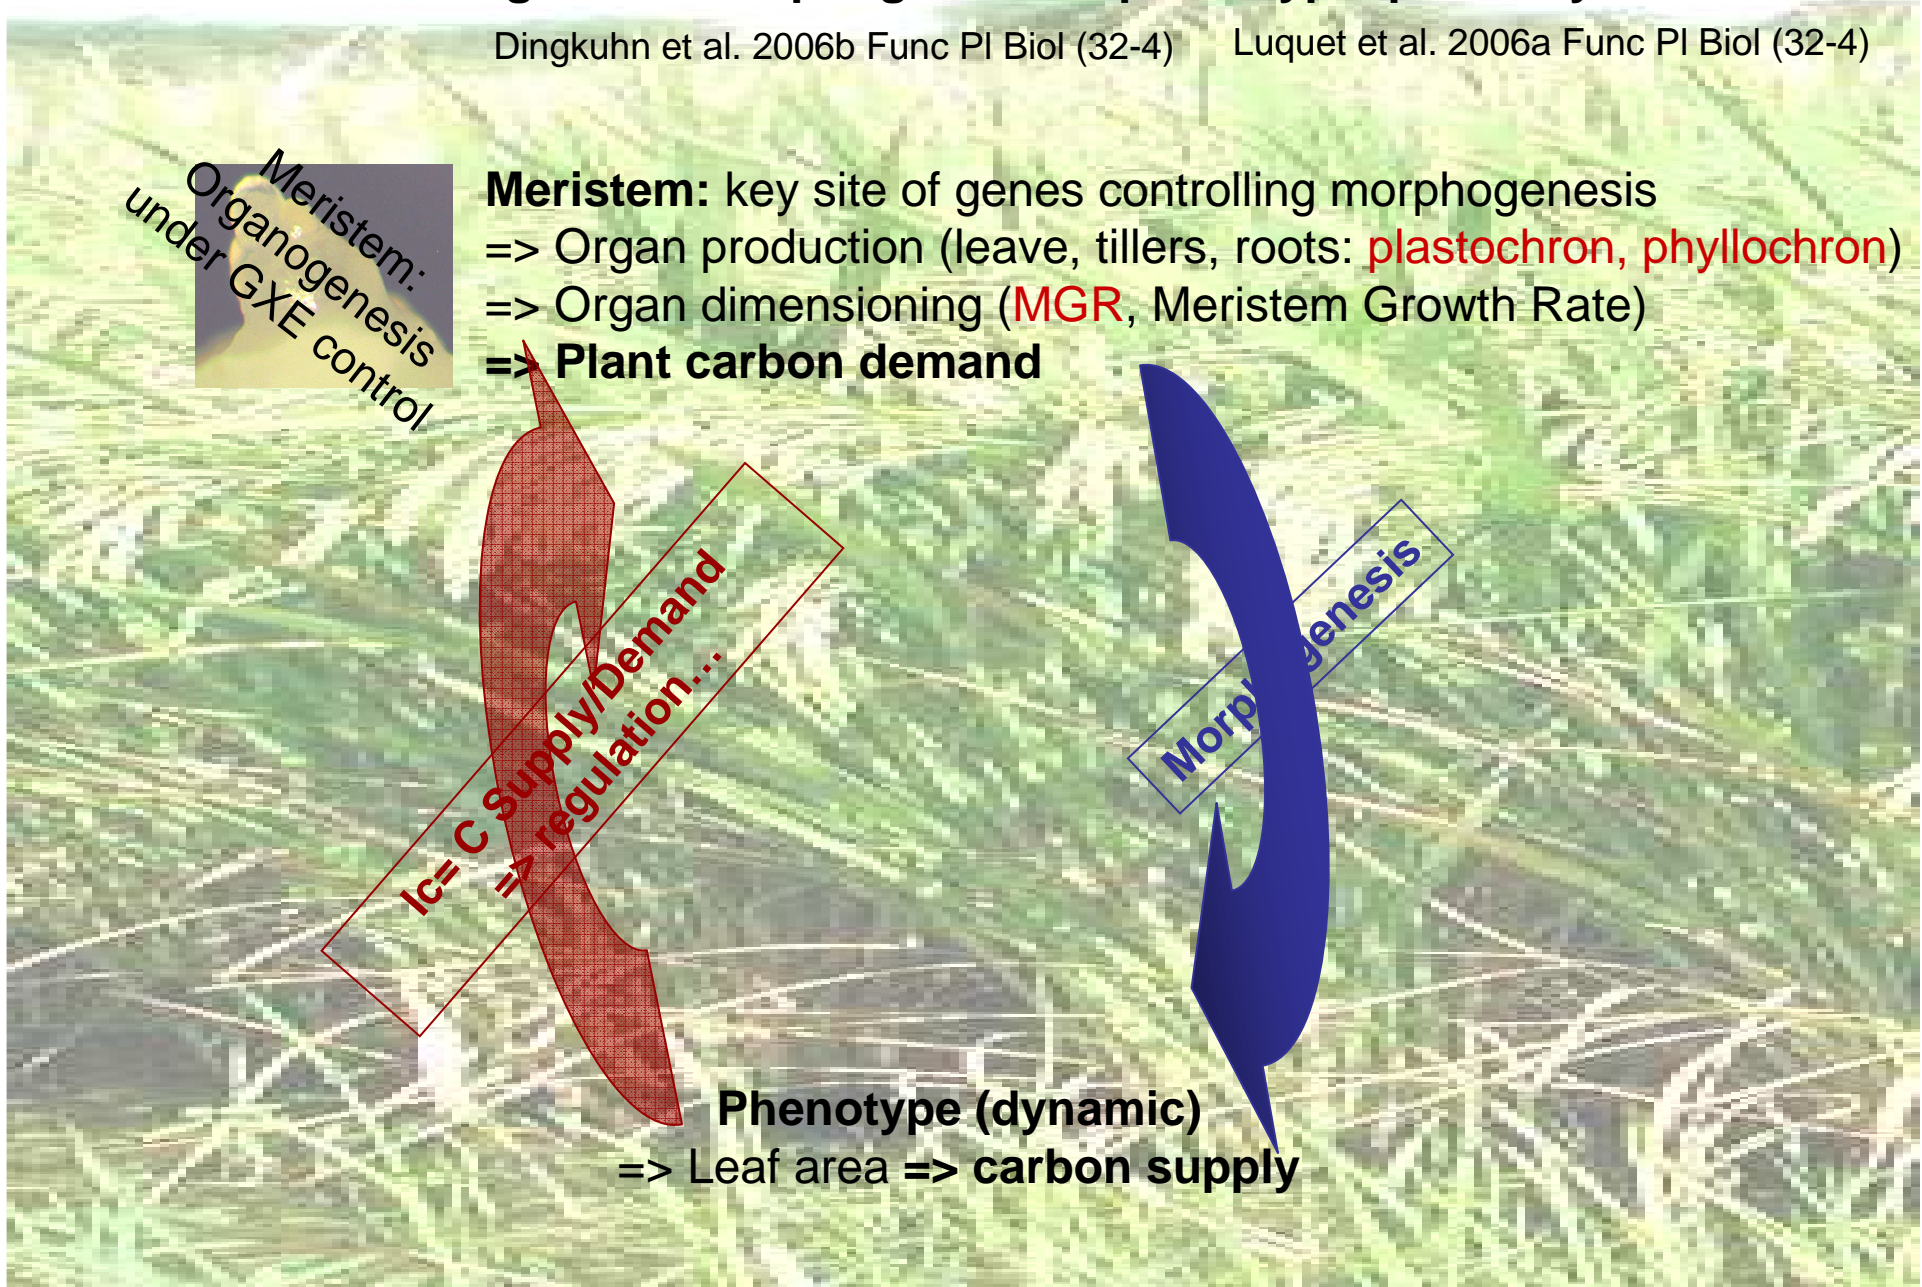 Dingkuhn et al. 2006b Func Pl Biol (32-4) Luquet et al. 2006a Func Pl Biol (32-4)
Meristem:
Organogenesis
under GXE control
Meristem: key site of genes controlling morphogenesis
=> Organ production (leave, tillers, roots: plastochron, phyllochron)
=> Organ dimensioning (MGR, Meristem Growth Rate)
=> Plant carbon demand
Ic= C Supply/Demand
=> regulation…
Morphogenesis
Phenotype (dynamic)
=> Leaf area => carbon supply